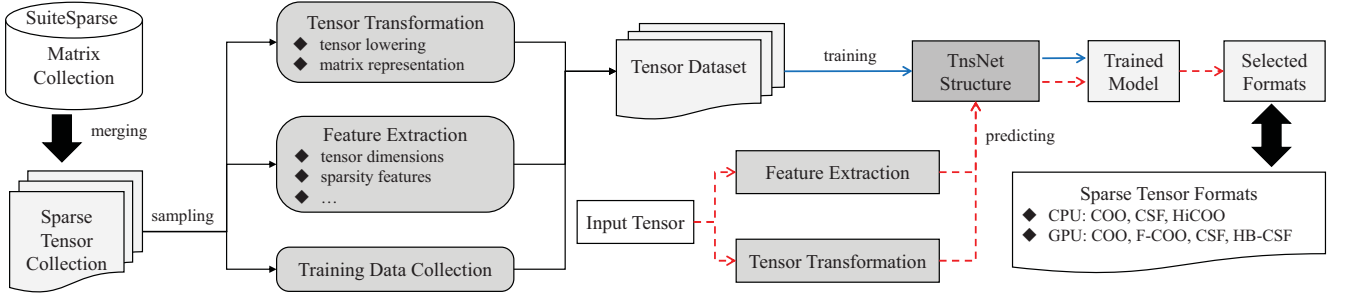 SuiteSparse
Matrix
Collection
merging
Sparse
Tensor
Collection
sampling
Tensor Transformation
◆ tensor lowering
◆ matrix representation
Feature Extraction
◆ tensor dimensions
◆ sparsity features
◆ …
Training Data Collection
Tensor Dataset
training
TnsNet
Structure
Trained
Model
Selected
Formats
predicting
Input Tensor
Feature Extraction
Tensor Transformation
Sparse Tensor Formats
◆ CPU: COO, CSF, HiCOO
◆ GPU: COO, F-COO, CSF, HB-CSF